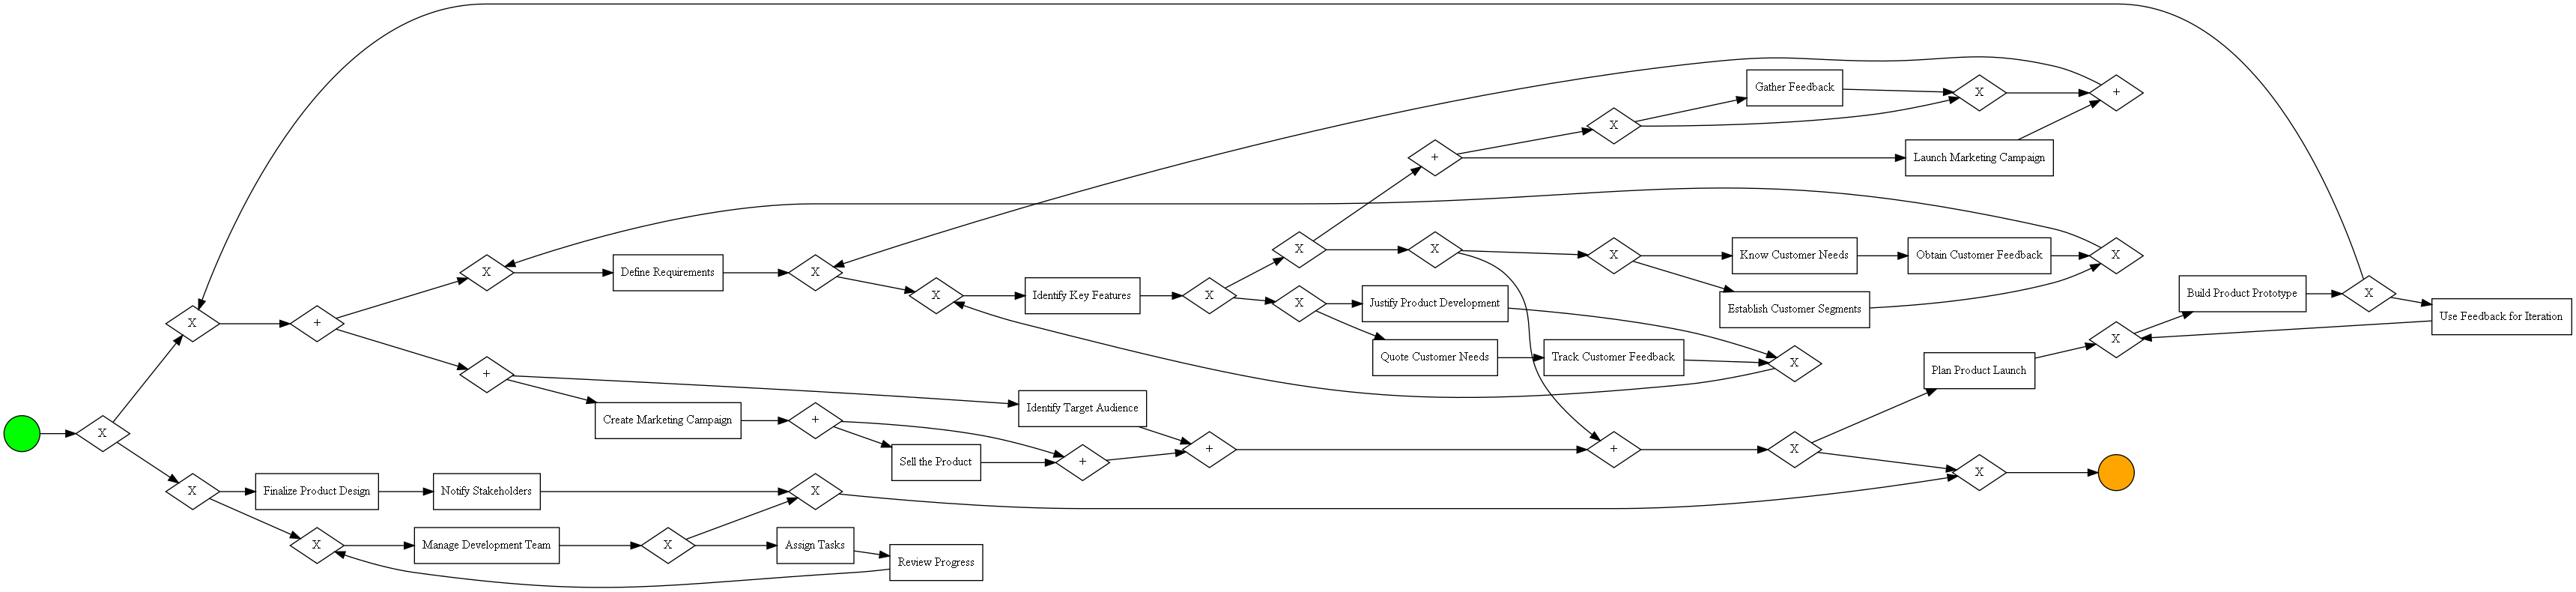 Gather Feedback
X
+
X
Launch Marketing Campaign
+
X
X
X
Know Customer Needs
Obtain Customer Feedback
X
X
Define Requirements
X
Establish Customer Segments
X
Identify Key Features
X
X
Justify Product Development
Build Product Prototype
X
Use Feedback for Iteration
X
+
Quote Customer Needs
Track Customer Feedback
X
X
Plan Product Launch
+
Identify Target Audience
Create Marketing Campaign
+
X
Sell the Product
+
+
+
X
X
X
Finalize Product Design
Notify Stakeholders
X
X
Manage Development Team
X
Assign Tasks
Review Progress